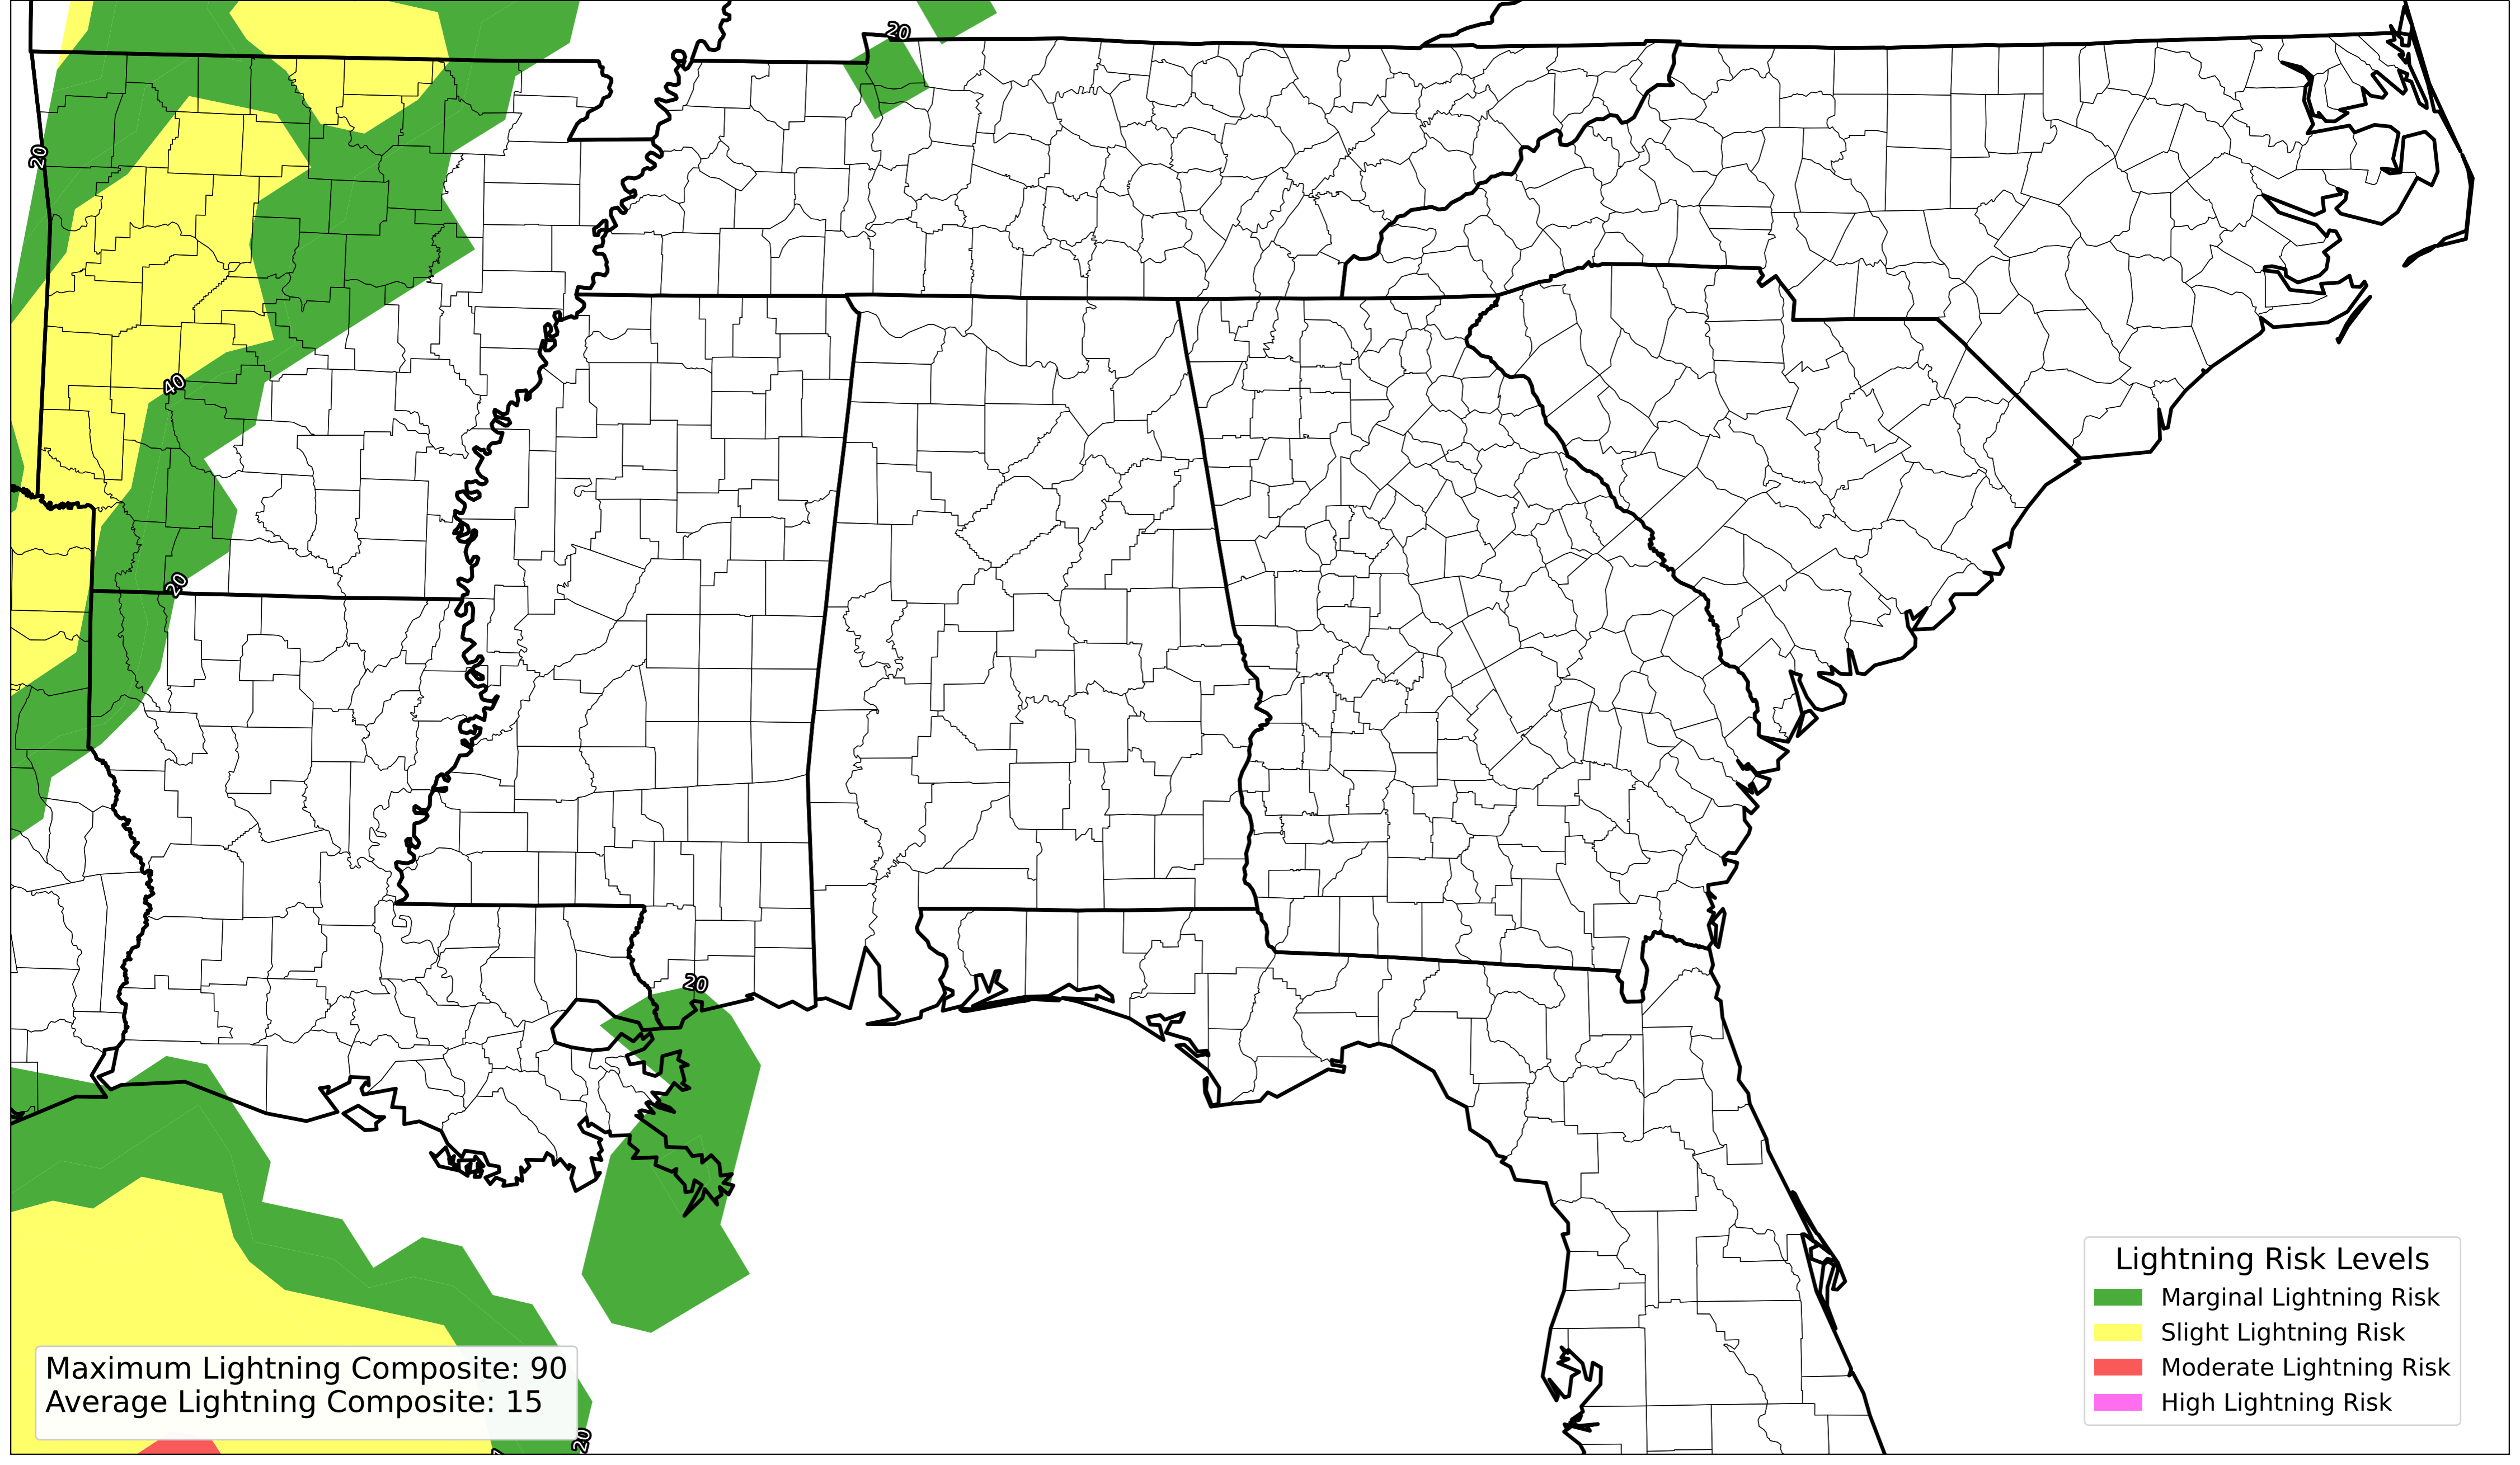 20
20
40
20
20
Lightning Risk Levels
Marginal Lightning Risk
Slight Lightning Risk
Moderate Lightning Risk
High Lightning Risk
Maximum Lightning Composite: 90
Average Lightning Composite: 15
20